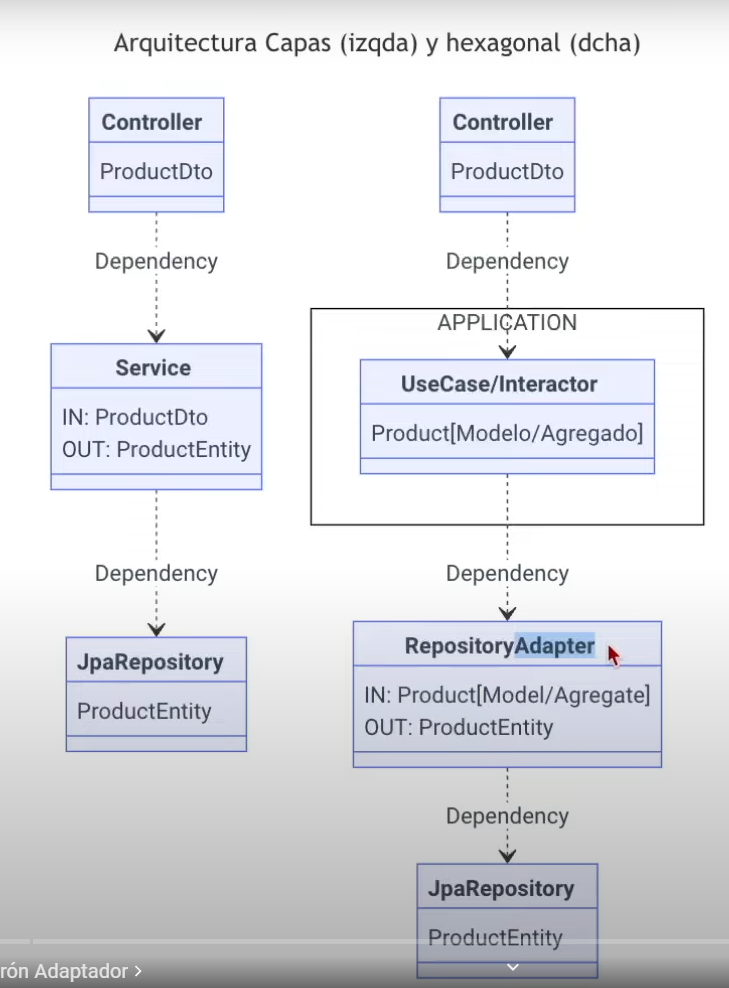 Arquitectura Capas (izqda) y hexagonal (dcha)
Controller
ProductDto
Dependency
Service
IN: ProductDto
OUT: ProductEntity
Dependency
JpaRepository
ProductEntity
Controller
ProductDto
Dependency
APPLICATION
UseCase/Interactor
Product[Modelo/Agregado]
Dependency
RepositoryAdapter
IN: Product[Model/Agregate]
OUT: ProductEntity
Dependency
JpaRepository
ProductEntity
rón Adaptador